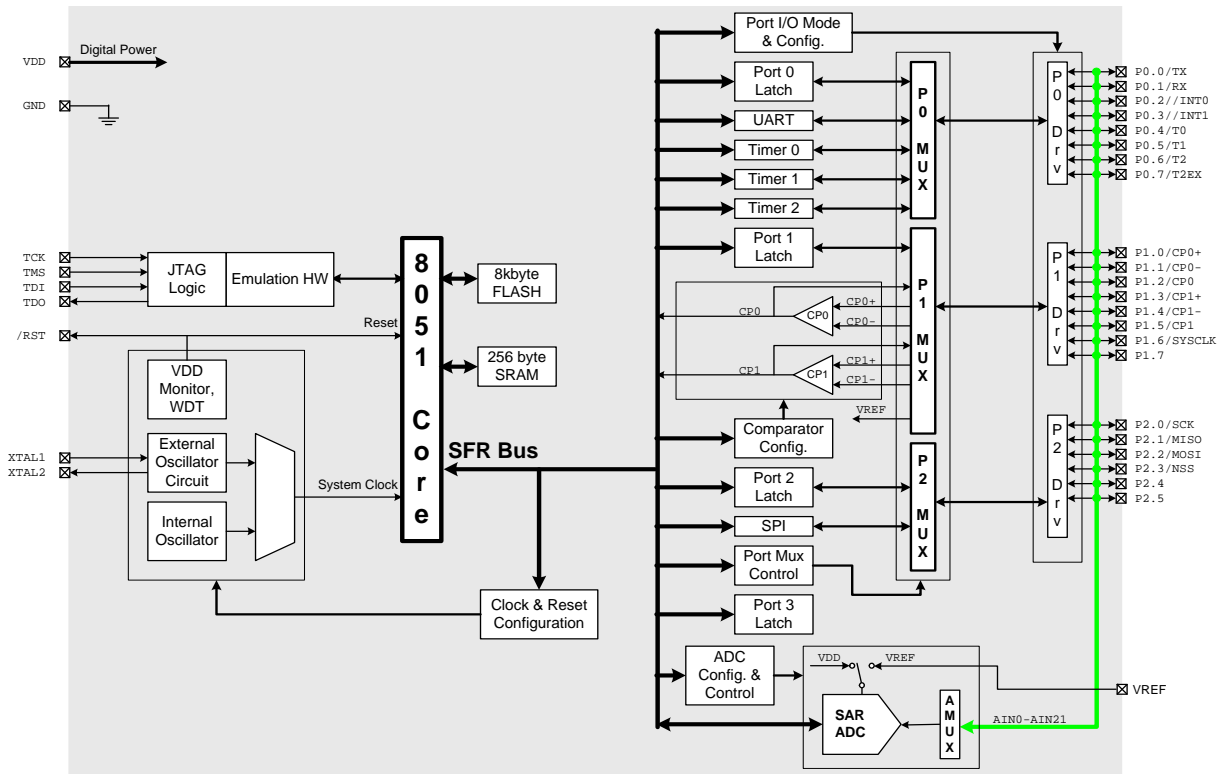 VDD
Digital Power
GND
TCK
TMS
TDI
TDO
JTAG
Logic
Emulation HW
/RST
Reset
VDD
Monitor,
WDT
XTAL1
XTAL2
External
Oscillator
Circuit
Internal
Oscillator
System Clock
8051 Core
8kbyte
FLASH
256 byte
SRAM
SFR Bus
Clock & Reset
Configuration
Port I/O Mode
& Config.
Port 0
Latch
UART
Timer 0
Timer 1
Timer 2
Port 1
Latch
CP0
CP0
CP0+
CP0-
CP1
CP1
CP1+
CP1-
VREF
Comparator
Config.
Port 2
Latch
SPI
Port Mux
Control
Port 3
Latch
ADC
Config. &
Control
VDD
VREF
SAR
ADC
AMUX
AIN0-AIN21
P0 MUX
P1 MUX
P2 MUX
P0 Drv
P1 Drv
P2 Drv
P0.0/TX
P0.1/RX
P0.2//INT0
P0.3//INT1
P0.4/T0
P0.5/T1
P0.6/T2
P0.7/T2EX
P1.0/CP0+
P1.1/CP0-
P1.2/CP0
P1.3/CP1+
P1.4/CP1-
P1.5/CP1
P1.6/SYSCLK
P1.7
P2.0/SCK
P2.1/MISO
P2.2/MOSI
P2.3/NSS
P2.4
P2.5
VREF